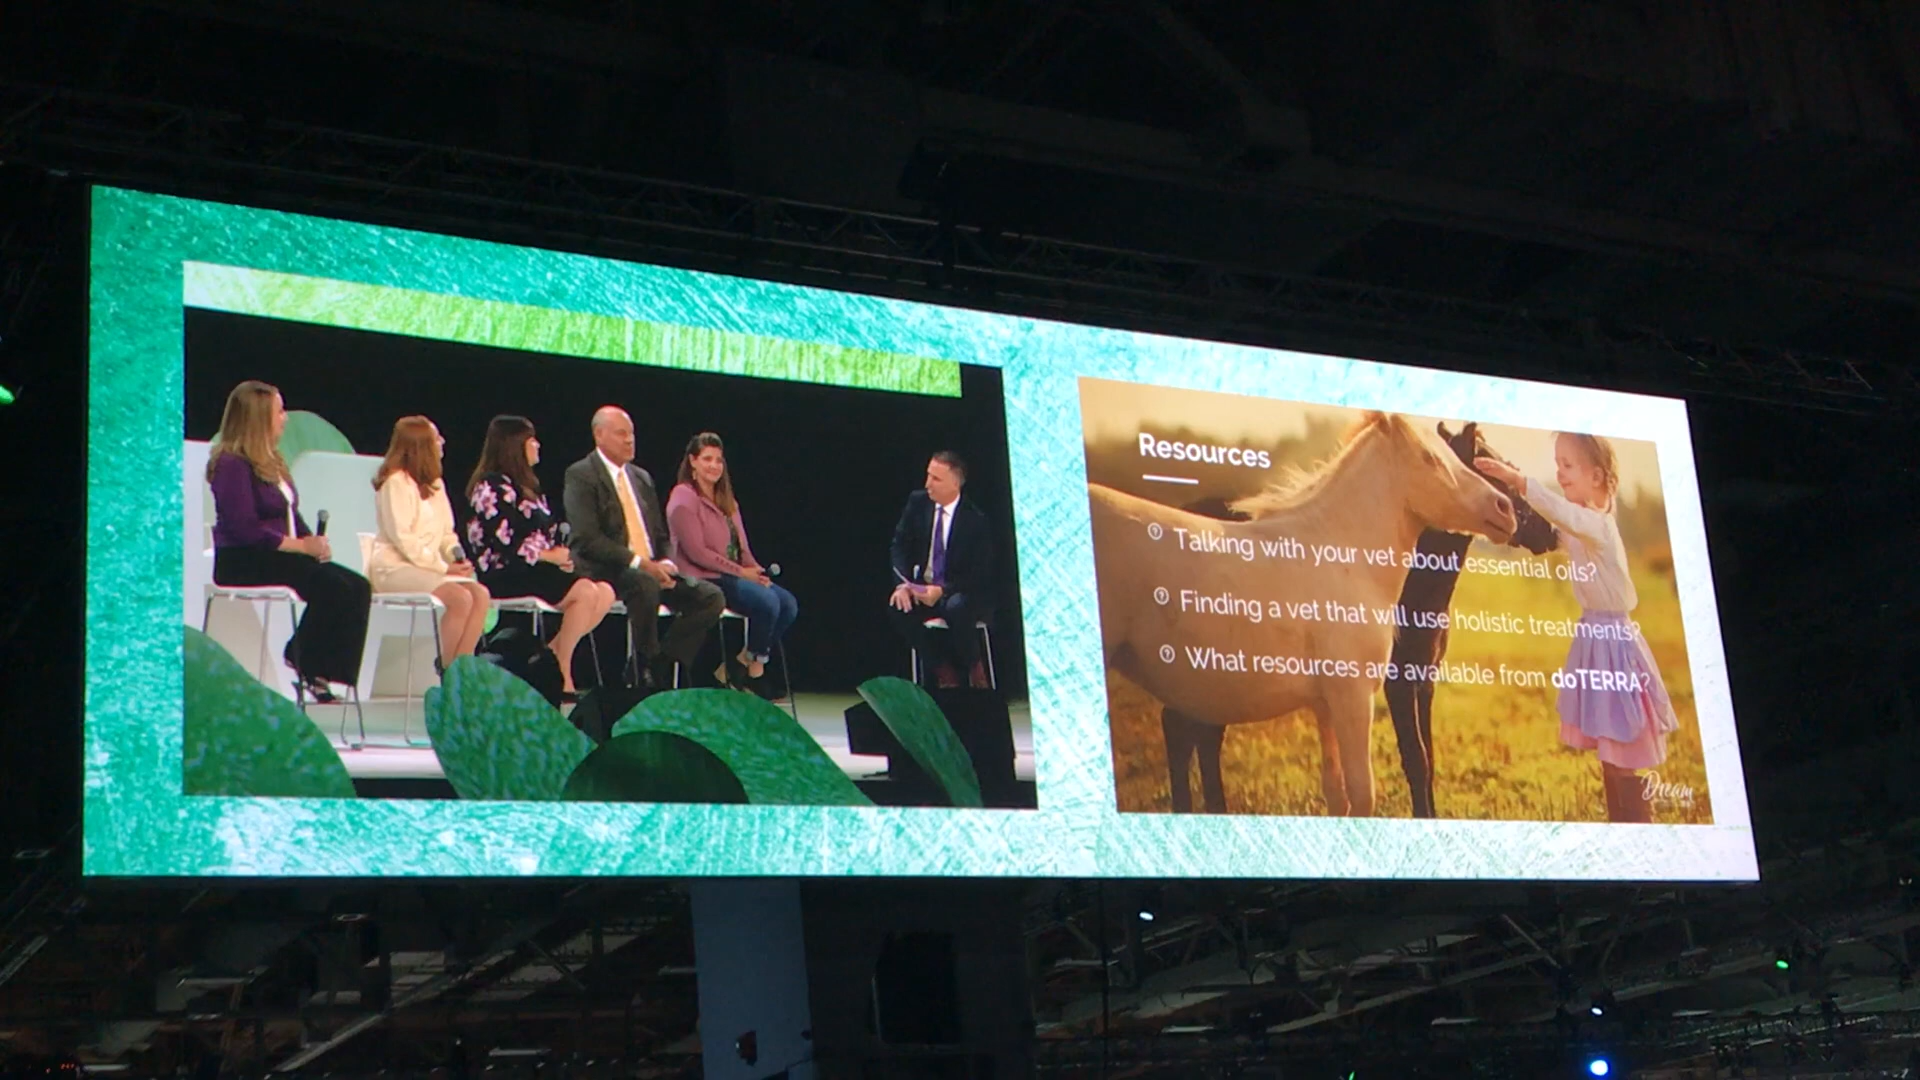 Resources
Talking with your vet about essential oils?
Finding a vet that will use holistic treatments?
What resources are available from doTERRA?
Dream